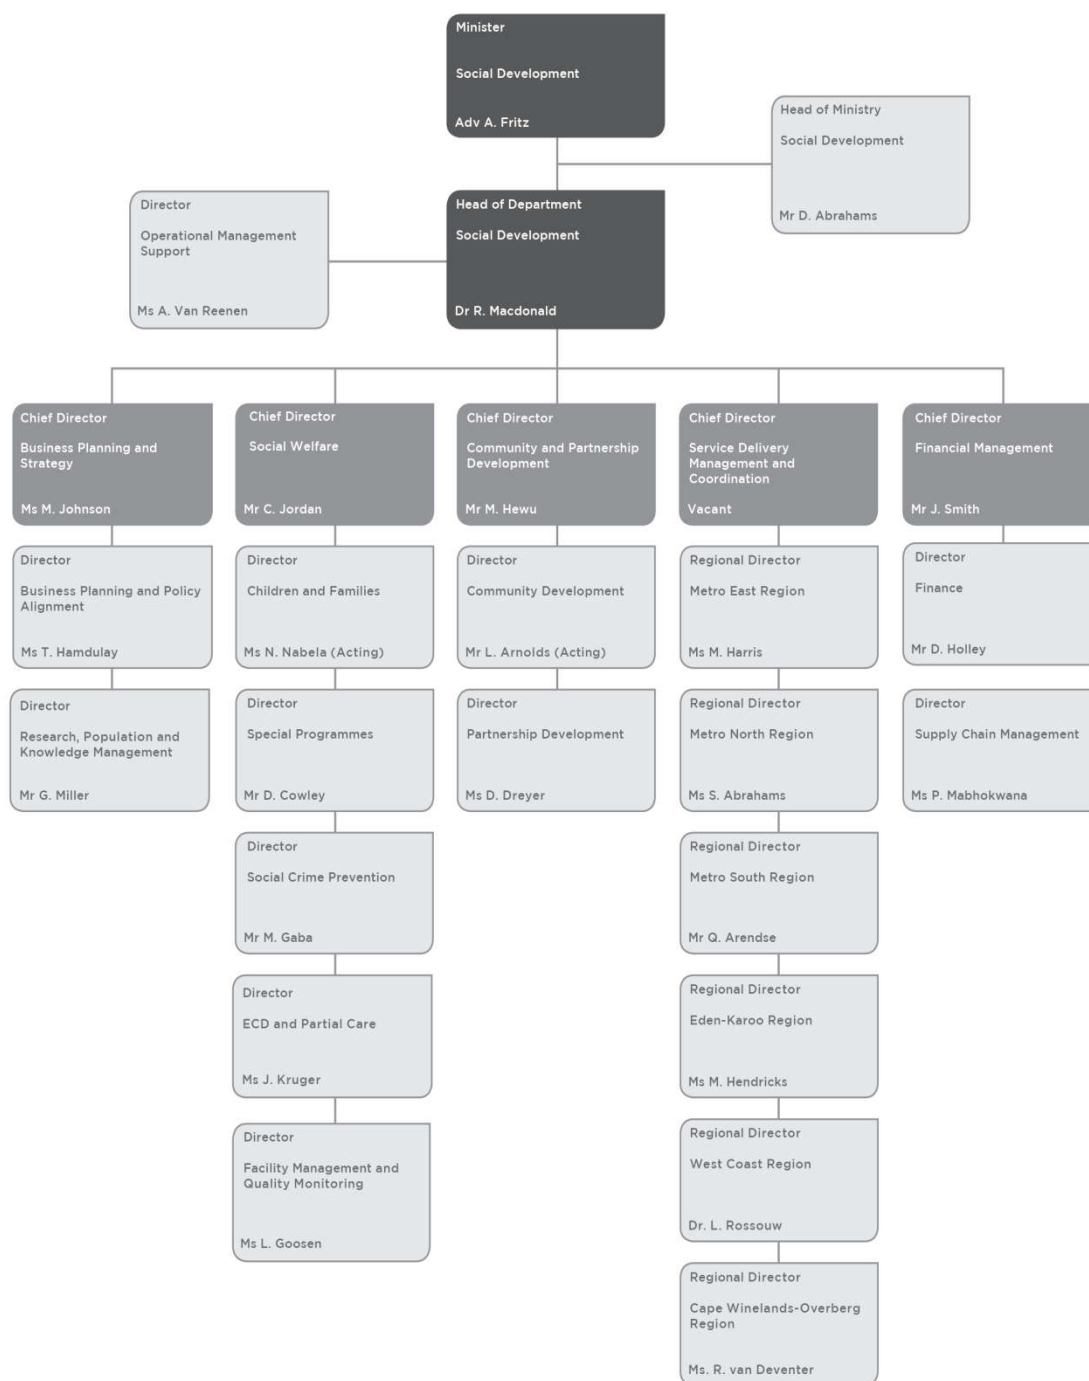 Minister
Social Development
Adv A. Fritz
Head of Ministry
Social Development
Mr D. Abrahams
Director
Operational Management
Support
Ms A. Van Reenen
Head of Department
Social Development
Dr R. Macdonald
Chief Director
Business Planning and
Strategy
Ms M. Johnson
Director
Business Planning and Policy
Alignment
Ms T. Hamdulay
Director
Research, Population and
Knowledge Management
Mr G. Miller
Chief Director
Social Welfare
Mr C. Jordan
Director
Children and Families
Ms N. Nabela (Acting)
Director
Special Programmes
Mr D. Cowley
Director
Social Crime Prevention
Mr M. Gaba
Director
ECD and Partial Care
Ms J. Kruger
Director
Facility Management and
Quality Monitoring
Ms L. Goosen
Chief Director
Community and Partnership
Development
Mr M. Hewu
Director
Community Development
Mr L. Arnolds (Acting)
Director
Partnership Development
Ms D. Dreyer
Chief Director
Service Delivery
Management and
Coordination
Vacant
Regional Director
Metro East Region
Ms M. Harris
Regional Director
Metro North Region
Ms S. Abrahams
Regional Director
Metro South Region
Mr Q. Arendse
Regional Director
Eden-Karoo Region
Ms M. Hendricks
Regional Director
West Coast Region
Dr. L. Rossouw
Regional Director
Cape Winelands-Overberg
Region
Ms. R. van Deventer
Chief Director
Financial Management
Mr J. Smith
Director
Finance
Mr D. Holley
Director
Supply Chain Management
Ms P. Mabhokwana